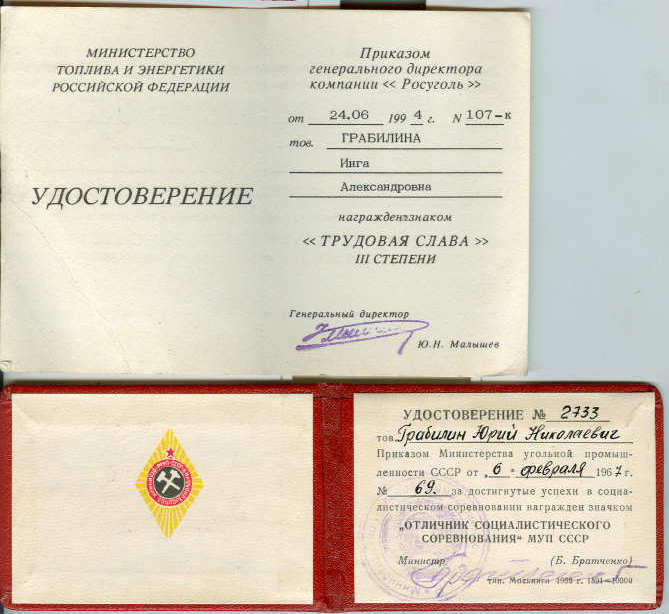 МИНИСТЕРСТВО
ТОПЛИВА И ЭНЕРГЕТИКИ
РОССИЙСКОЙ ФЕДЕРАЦИИ
УДОСТОВЕРЕНИЕ
Приказом
генерального директора
компании « Росуголь »
от 24.06 1994 г. N 107-к
тов. ГРАБИЛИНА
Инга
Александровна
награжден знаком
« ТРУДОВАЯ СЛАВА »
III СТЕПЕНИ
Генеральный директор
Ю.Н. Малышев
УДОСТОВЕРЕНИЕ № 2733
тов. Грабилин Юрий Николаевич
Приказом Министерства угольной промыш-
ленности СССР от „6" февраля 1967 г.
№ 69. за достигнутые успехи в социа-
листическом соревновании награжден значком
„ОТЛИЧНИК СОЦИАЛИСТИЧЕСКОГО
СОРЕВНОВАНИЯ" МУП СССР
Министр (Б. Братченко)